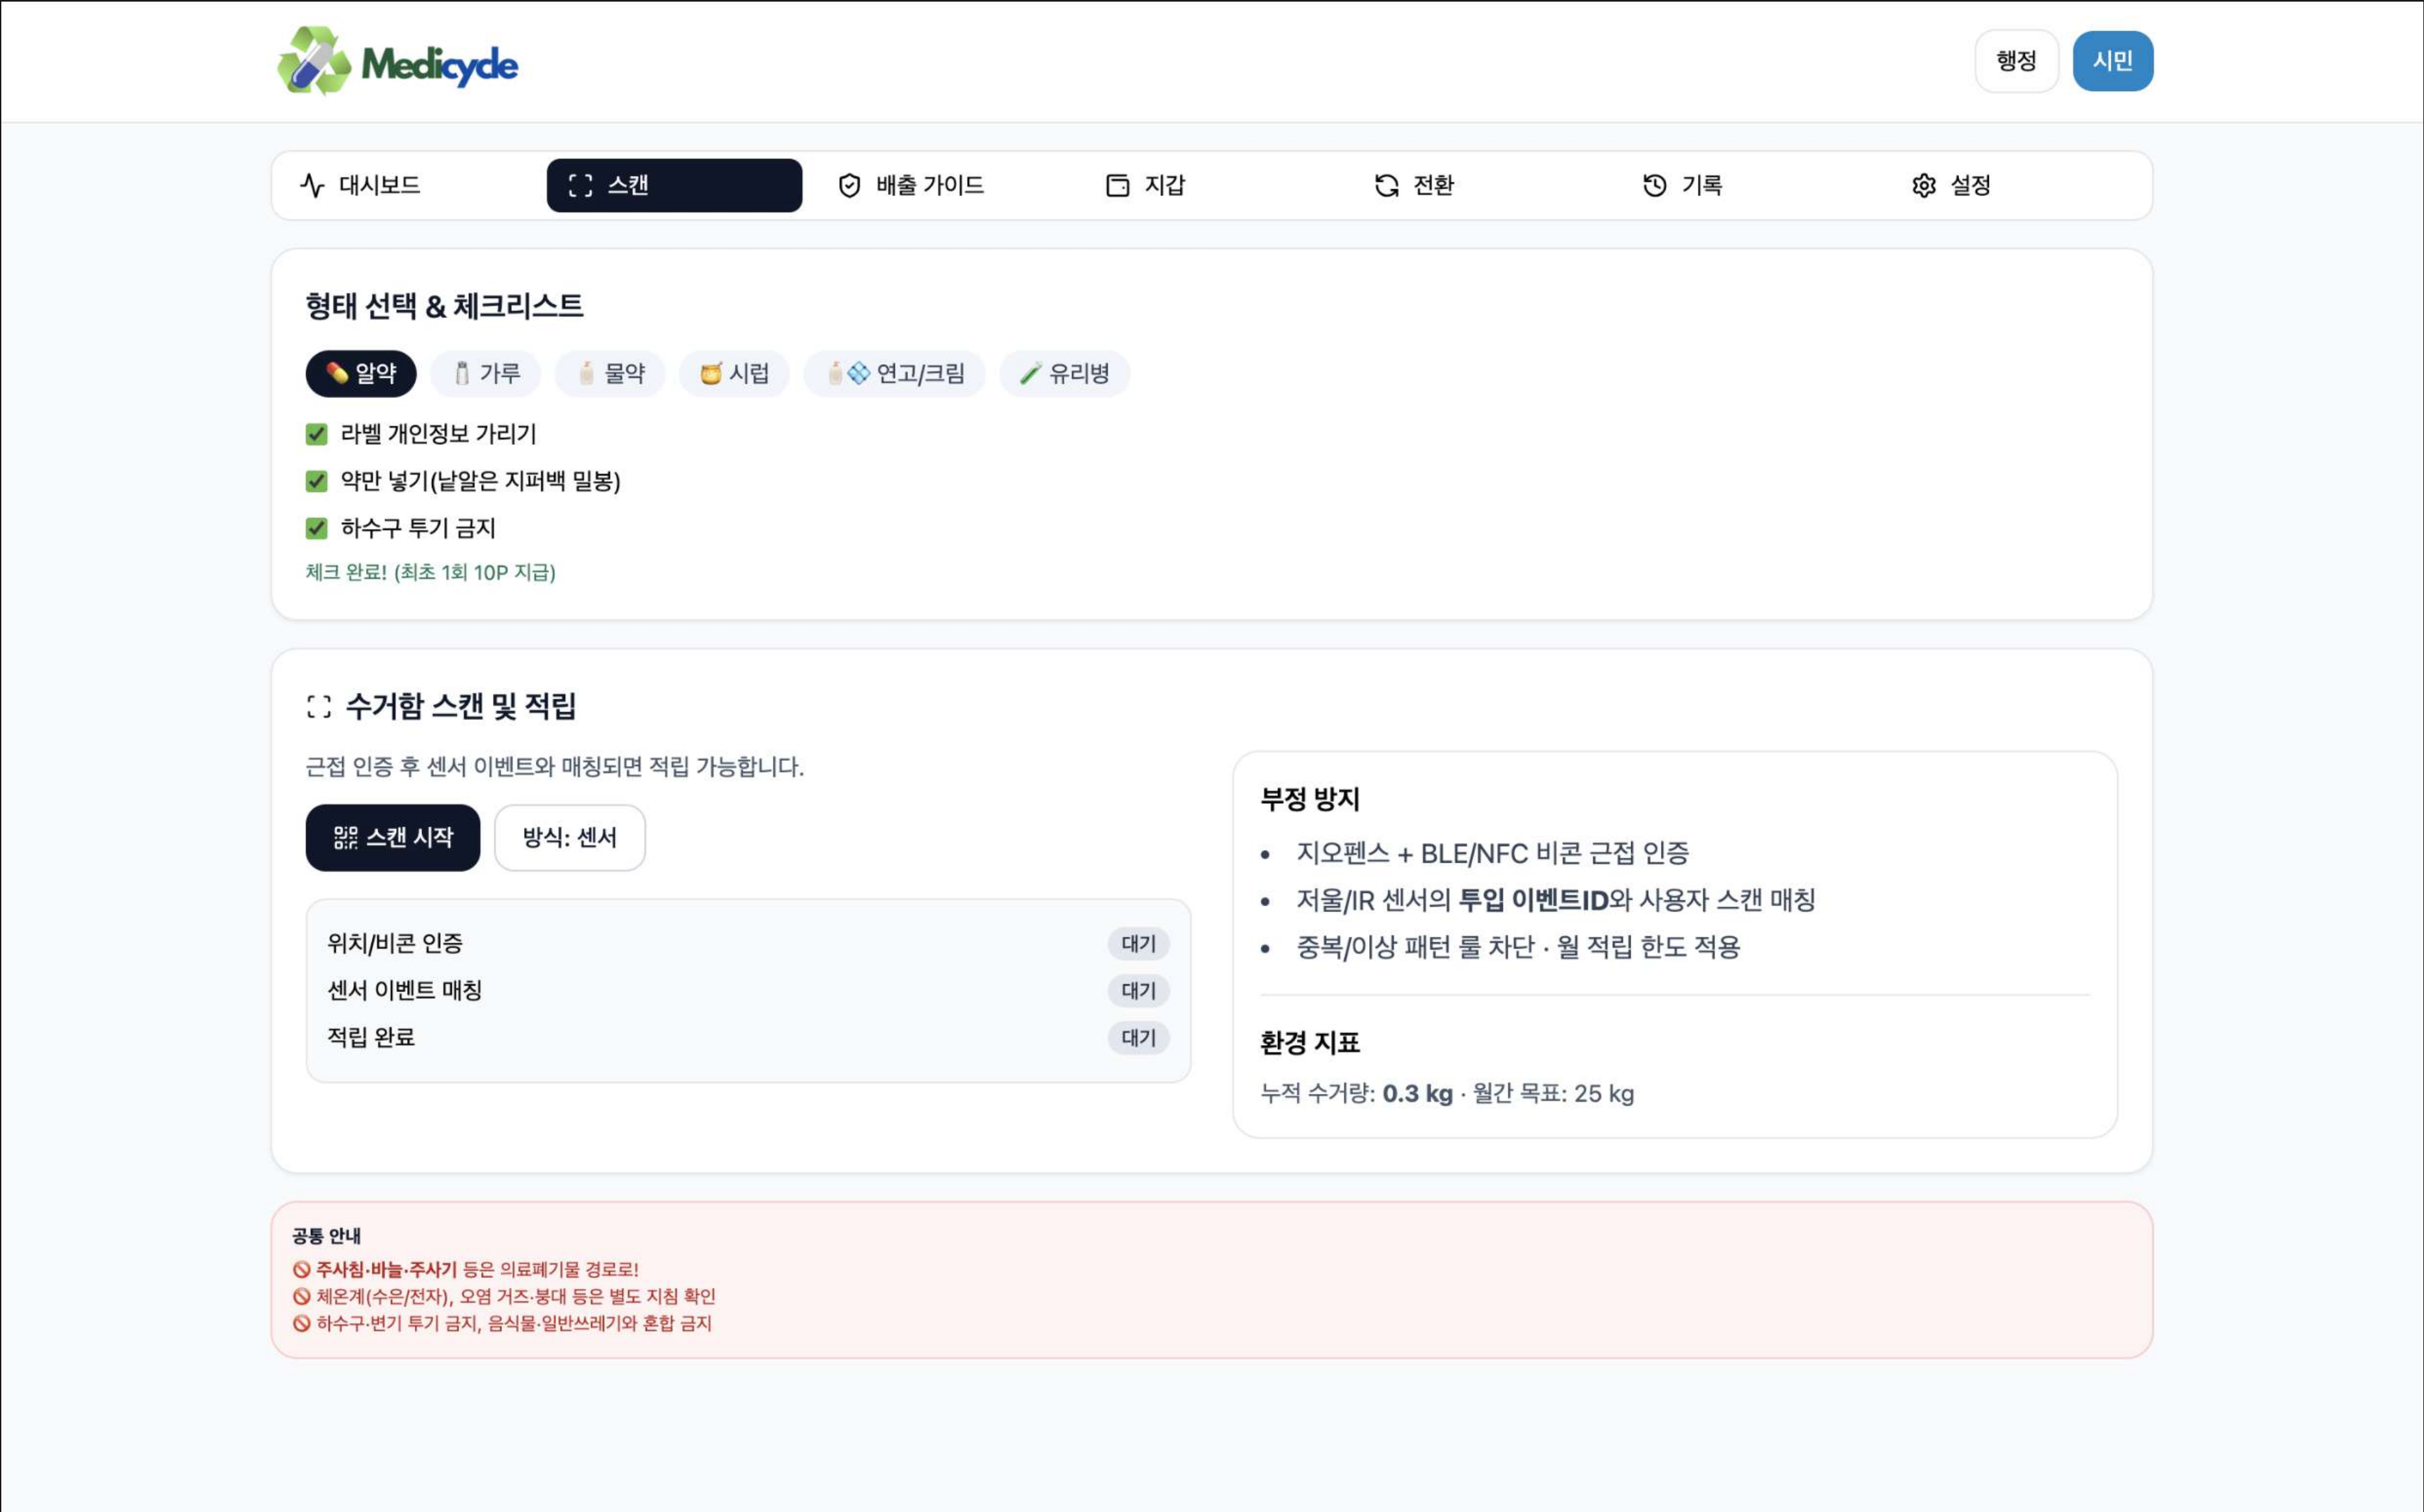 Medicyde
행정
시민
대시보드
스캔
배출 가이드
지갑
전환
기록
설정
형태 선택 & 체크리스트
알약
가루
물약
시럽
연고/크림
유리병
라벨 개인정보 가리기
약만 넣기(낱알은 지퍼백 밀봉)
하수구 투기 금지
체크 완료! (최초 1회 10P 지급)
수거함 스캔 및 적립
근접 인증 후 센서 이벤트와 매칭되면 적립 가능합니다.
스캔 시작
방식: 센서
위치/비콘 인증
대기
센서 이벤트 매칭
대기
적립 완료
대기
부정 방지
• 지오펜스 + BLE/NFC 비콘 근접 인증
• 저울/IR 센서의 투입 이벤트ID와 사용자 스캔 매칭
• 중복/이상 패턴 룰 차단 · 월 적립 한도 적용
환경 지표
누적 수거량: 0.3 kg · 월간 목표: 25 kg
공통 안내
주사침·바늘·주사기 등은 의료폐기물 경로로!
체온계(수은/전자), 오염 거즈·붕대 등은 별도 지침 확인
하수구·변기 투기 금지, 음식물·일반쓰레기와 혼합 금지